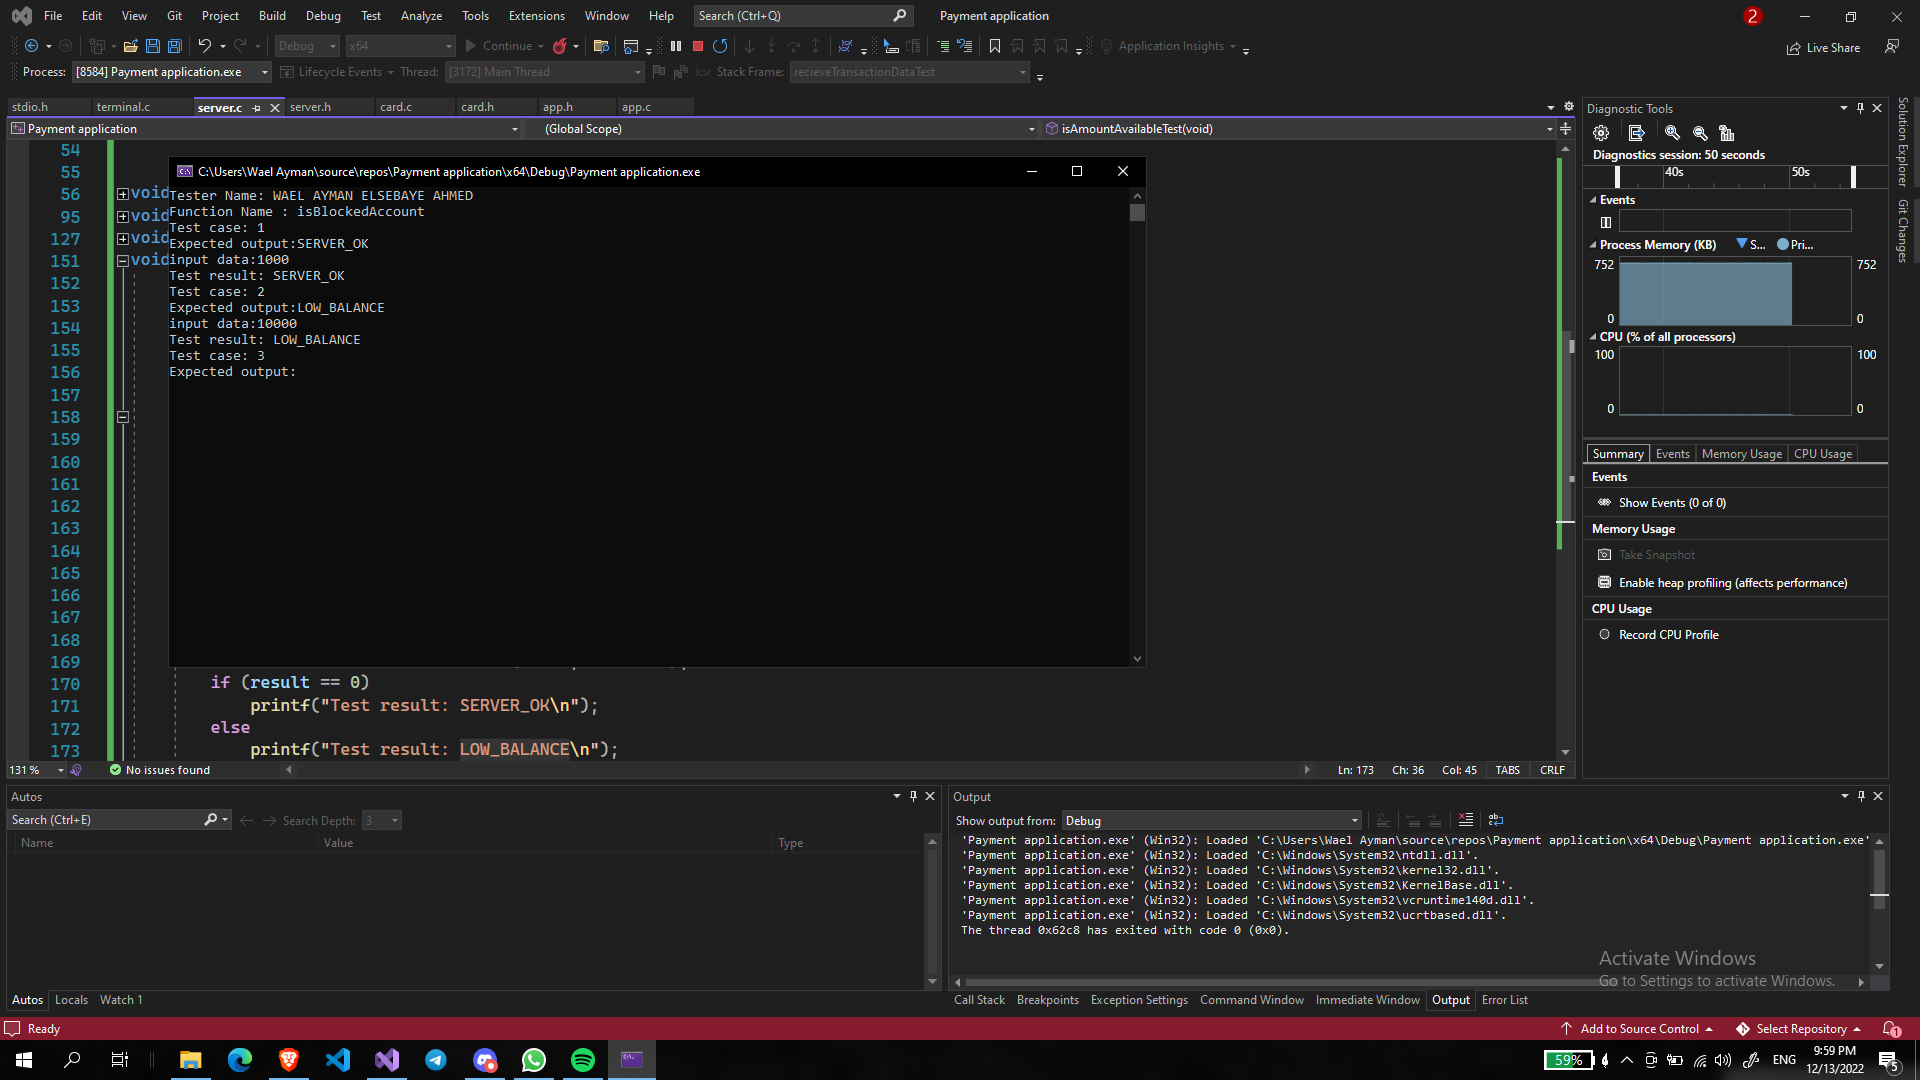 File Edit View Git Project Build Debug Test Analyze Tools Extensions Window Help Search (Ctrl+Q) Payment application 2
Debug x64 Continue Application Insights Live Share
Process: [8584] Payment application.exe Lifecycle Events Thread: [3172] Main Thread Stack Frame: recieveTransactionDataTest
stdio.h terminal.c server.c server.h card.c card.h app.h app.c
Payment application (Global Scope) isAmountAvailableTest(void)
54
55
56 void
95 void
127 void
151 void
152
153
154
155
156
157
158
159
160
161
162
163
164
165
166
167
168
169
170 if (result == 0)
171 printf("Test result: SERVER_OK\n");
172 else
173 printf("Test result: LOW_BALANCE\n");
C:\Users\Wael Ayman\source\repos\Payment application\x64\Debug\Payment application.exe
Tester Name: WAEL AYMAN ELSEBAYE AHMED
Function Name : isBlockedAccount
Test case: 1
Expected output:SERVER_OK
input data:1000
Test result: SERVER_OK
Test case: 2
Expected output:LOW_BALANCE
input data:10000
Test result: LOW_BALANCE
Test case: 3
Expected output:
131 % No issues found Ln: 173 Ch: 36 Col: 45 TABS CRLF
Diagnostic Tools
Diagnostics session: 50 seconds
40s 50s
Events
Process Memory (KB) S... Pri...
752 752
0 0
CPU (% of all processors)
100 100
0 0
Summary Events Memory Usage CPU Usage
Events
Show Events (0 of 0)
Memory Usage
Take Snapshot
Enable heap profiling (affects performance)
CPU Usage
Record CPU Profile
Solution Explorer
Git Changes
Autos
Search (Ctrl+E) Search Depth: 3
Name Value Type
Autos Locals Watch 1
Output
Show output from: Debug
'Payment application.exe' (Win32): Loaded 'C:\Users\Wael Ayman\source\repos\Payment application\x64\Debug\Payment application.exe'
'Payment application.exe' (Win32): Loaded 'C:\Windows\System32\ntdll.dll'.
'Payment application.exe' (Win32): Loaded 'C:\Windows\System32\kernel32.dll'.
'Payment application.exe' (Win32): Loaded 'C:\Windows\System32\KernelBase.dll'.
'Payment application.exe' (Win32): Loaded 'C:\Windows\System32\vcruntime140d.dll'.
'Payment application.exe' (Win32): Loaded 'C:\Windows\System32\ucrtbased.dll'.
The thread 0x62c8 has exited with code 0 (0x0).
Activate Windows
Go to Settings to activate Windows.
Call Stack Breakpoints Exception Settings Command Window Immediate Window Output Error List
Ready Add to Source Control Select Repository 1
59% ENG 9:59 PM
12/13/2022 5